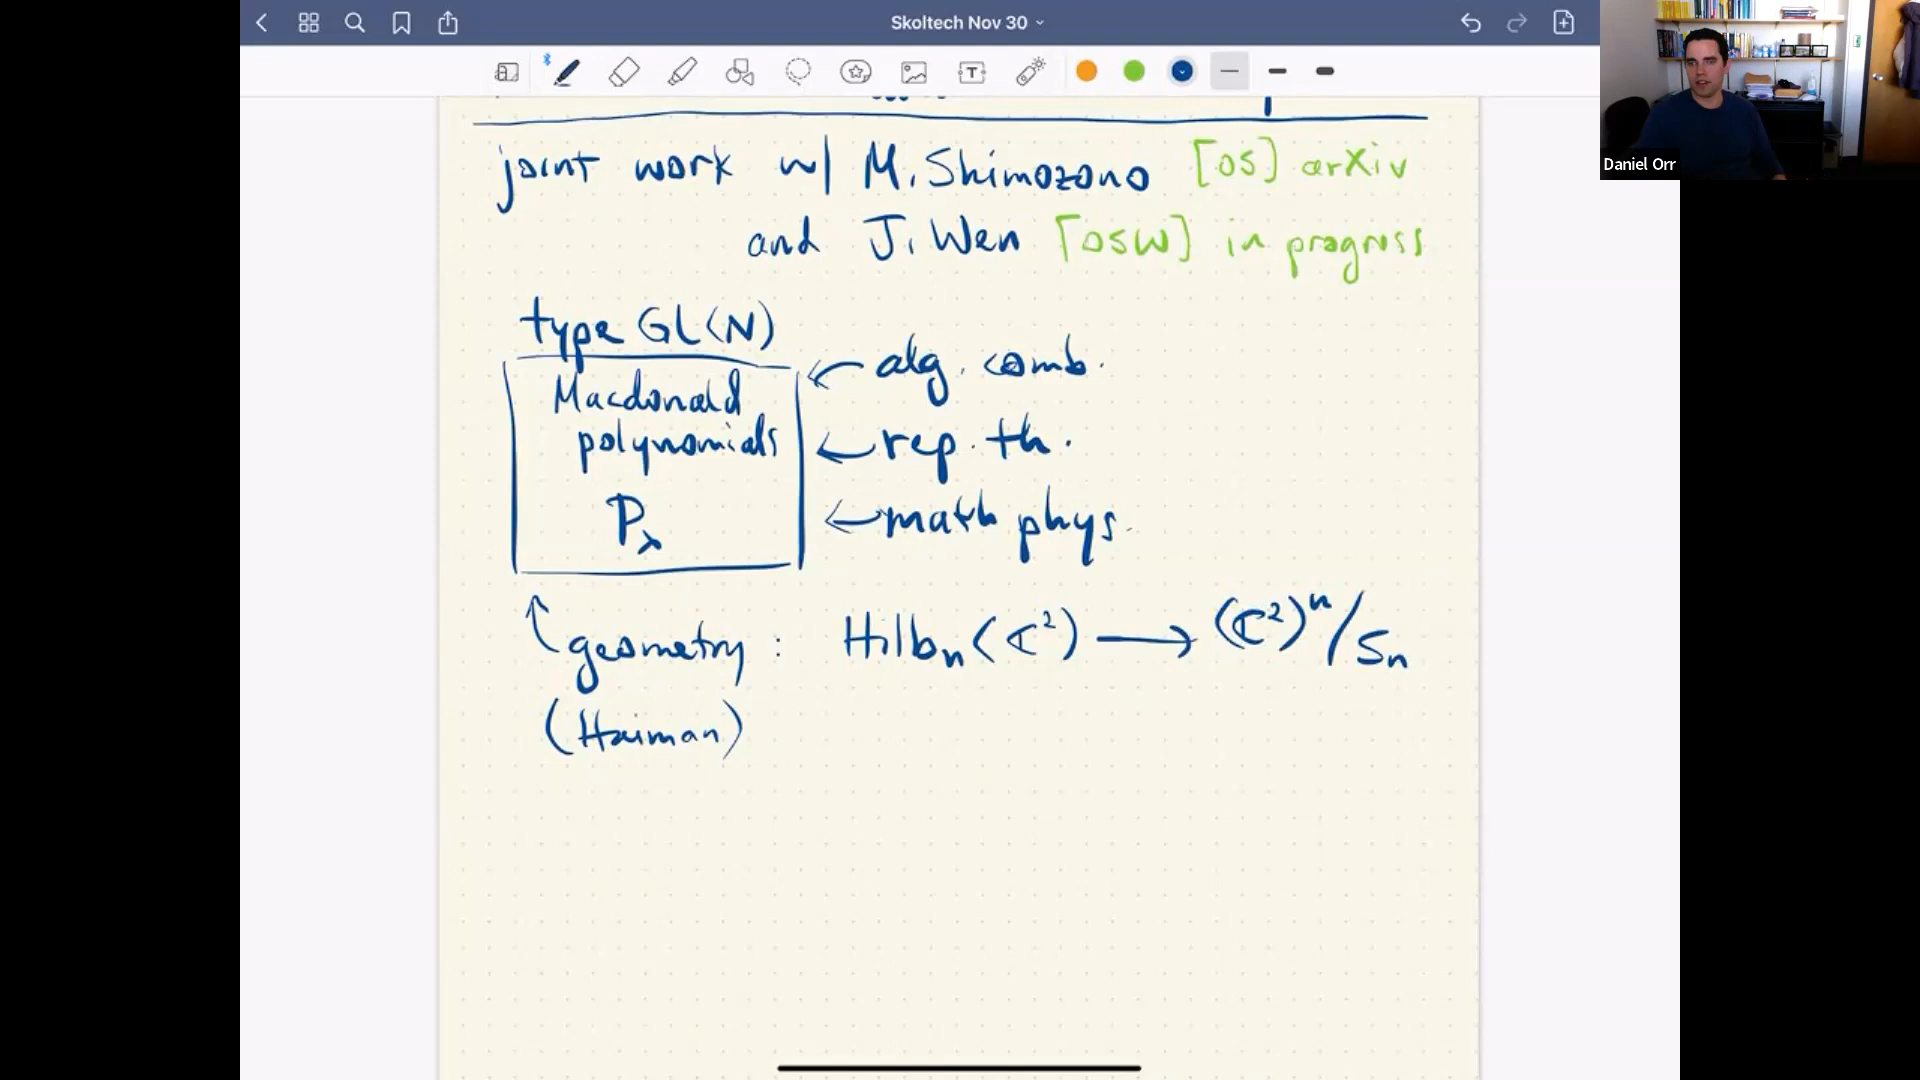 Skoltech Nov 30
Daniel Orr
joint work w/ M. Shimozono [OS] arXiv
and J. Wen [OSW] in progress
type GL(N)
Macdonald
polynomials
P_λ
← alg. comb.
← rep. th.
← math phys.
↑ geometry : Hilb_n(ℂ²) → (ℂ²)ⁿ/S_n
(Haiman)